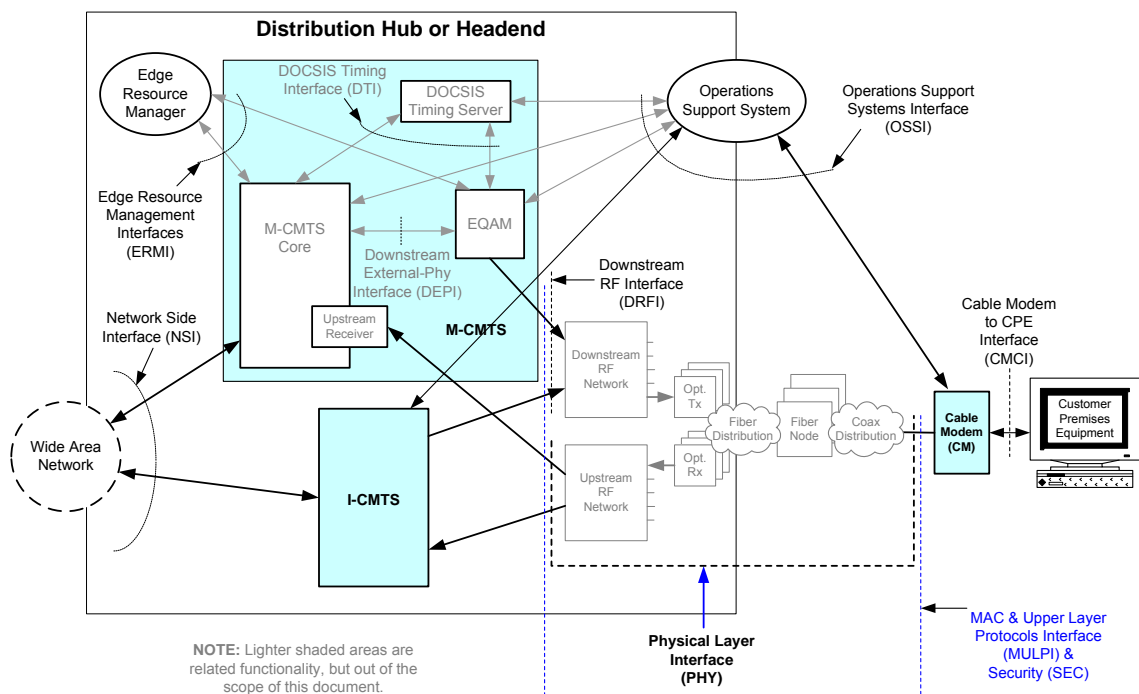 Distribution Hub or Headend
Edge
Resource
Manager
DOCSIS Timing
Interface (DTI)
DOCSIS
Timing Server
Operations
Support System
Operations Support
Systems Interface
(OSSI)
Edge Resource
Management
Interfaces
(ERMI)
M-CMTS
Core
EQAM
Downstream
External-Phy
Interface (DEPI)
Upstream
Receiver
M-CMTS
Downstream
RF Interface
(DRFI)
Network Side
Interface (NSI)
Cable Modem
to CPE
Interface
(CMCI)
Downstream
RF
Network
Opt.
Tx
Fiber
Distribution
Fiber
Node
Coax
Distribution
Cable
Modem
(CM)
Customer
Premises
Equipment
Wide Area
Network
I-CMTS
Upstream
RF
Network
Opt.
Rx
NOTE: Lighter shaded areas are
related functionality, but out of the
scope of this document.
Physical Layer
Interface
(PHY)
MAC & Upper Layer
Protocols Interface
(MULPI) &
Security (SEC)